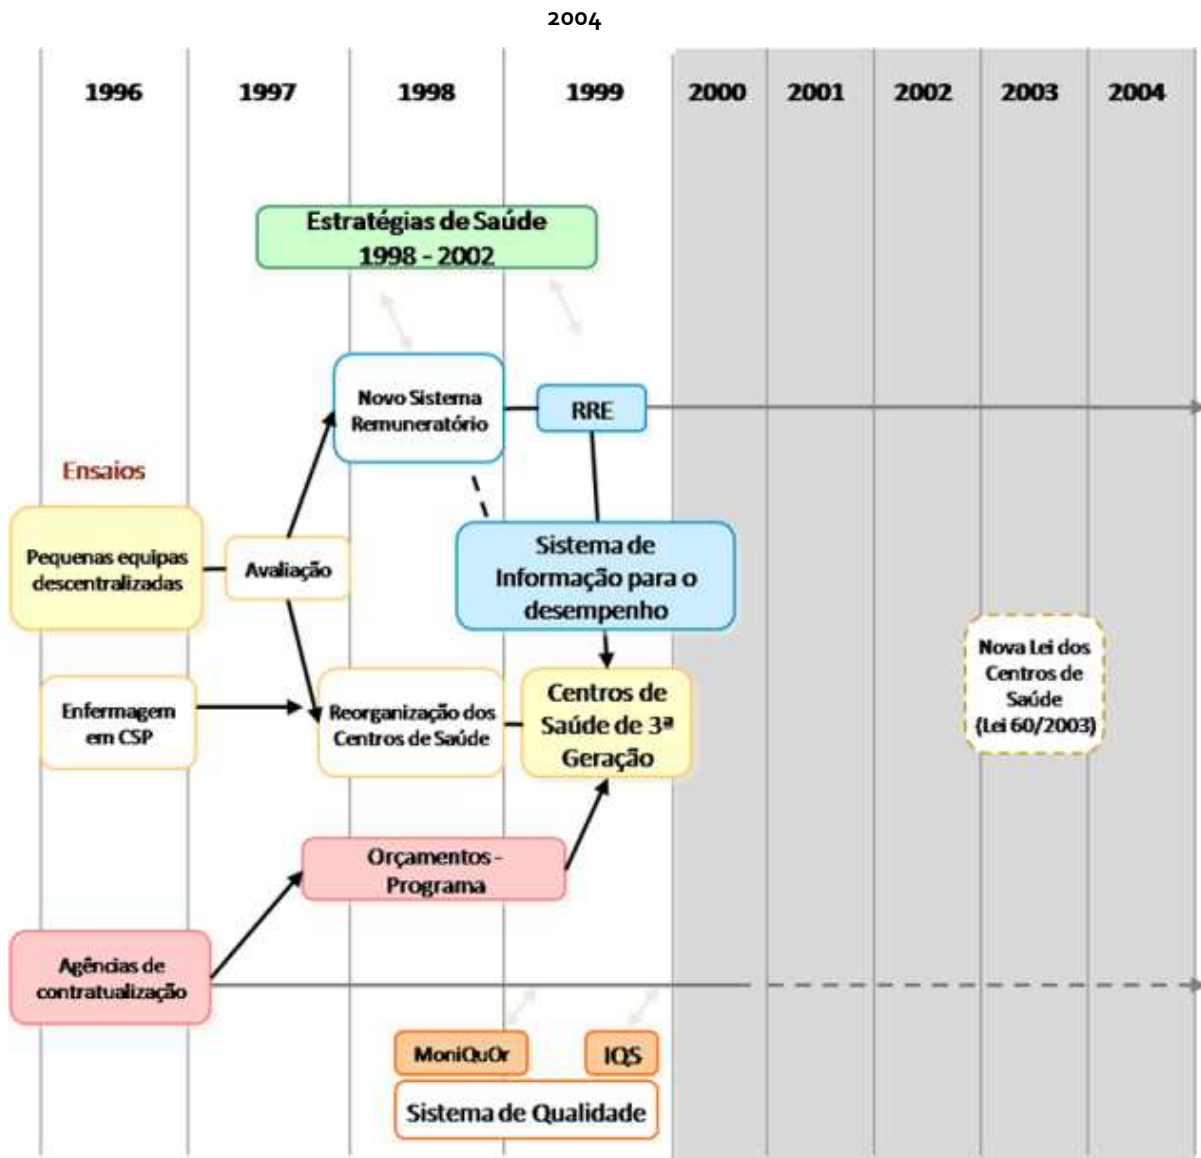 2004
1996 1997 1998 1999 2000 2001 2002 2003 2004
Estratégias de Saúde
1998 - 2002
Novo Sistema
Remuneratório
RRE
Ensaios
Pequenas equipas
descentralizadas
Avaliação
Sistema de
Informação para o
desempenho
Enfermagem
em CSP
Reorganização dos
Centros de Saúde
Centros de
Saúde de 3ª
Geração
Nova Lei dos
Centros de
Saúde
(Lei 60/2003)
Orçamentos -
Programa
Agências de
contratualização
MoniQuOr
IQS
Sistema de Qualidade